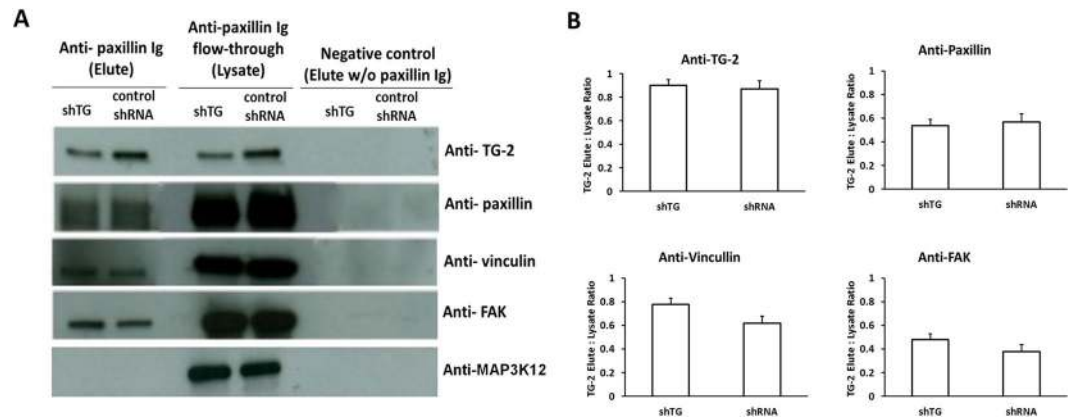 A
Anti- paxillin Ig
(Elute)
Anti-paxillin Ig
flow-through
(Lysate)
Negative control
(Elute w/o paxillin Ig)
shTG
control
shRNA
shTG
control
shRNA
shTG
control
shRNA
Anti- TG-2
Anti- paxillin
Anti- vinculin
Anti- FAK
Anti-MAP3K12
B
Anti-TG-2
TG-2 Elute : Lysate Ratio
1
0.8
0.6
0.4
0.2
0
shTG
shRNA
Anti-Paxillin
TG-2 Elute : Lysate Ratio
1
0.8
0.6
0.4
0.2
0
shTG
shRNA
Anti-Vincullin
TG-2 Elute : Lysate Ratio
1
0.8
0.6
0.4
0.2
0
shTG
shRNA
Anti-FAK
TG-2 Elute : Lysate Ratio
1
0.8
0.6
0.4
0.2
0
shTG
shRNA